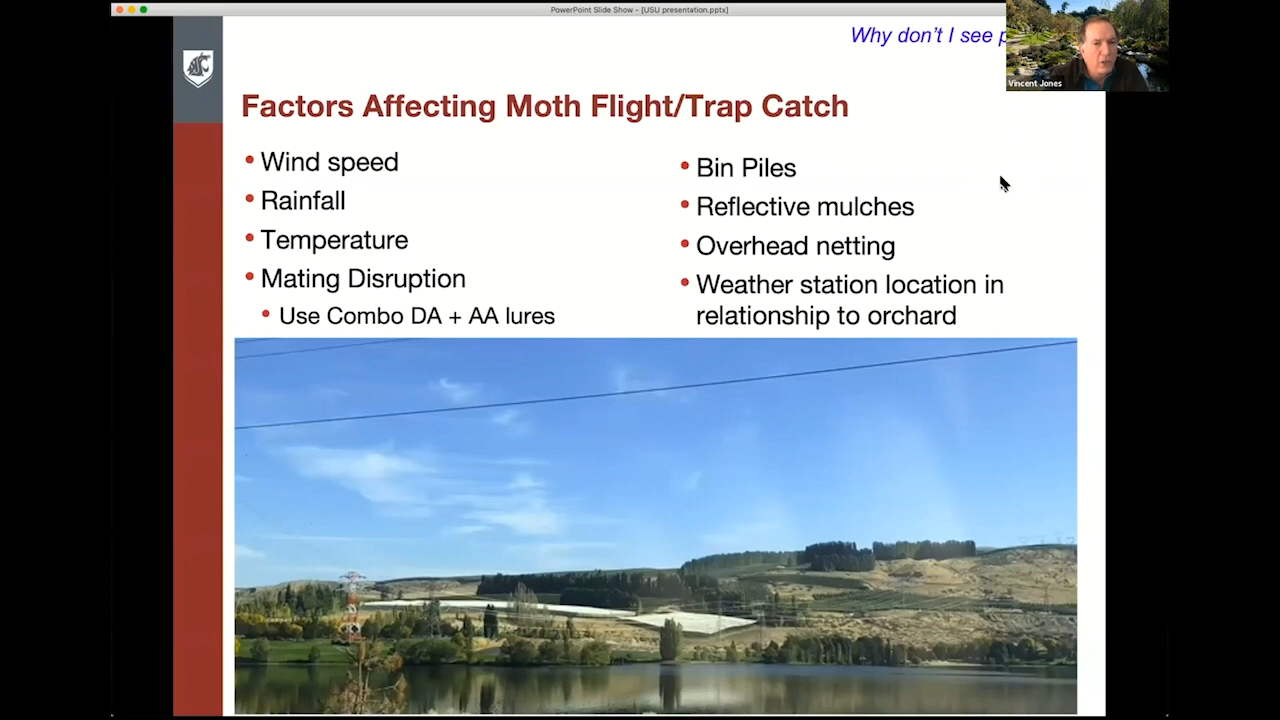 PowerPoint Slide Show - [USU presentation.pptx]
Why don't I see
Vincent Jones
Factors Affecting Moth Flight/Trap Catch
• Wind speed
• Rainfall
• Temperature
• Mating Disruption
• Use Combo DA + AA lures
• Bin Piles
• Reflective mulches
• Overhead netting
• Weather station location in
relationship to orchard